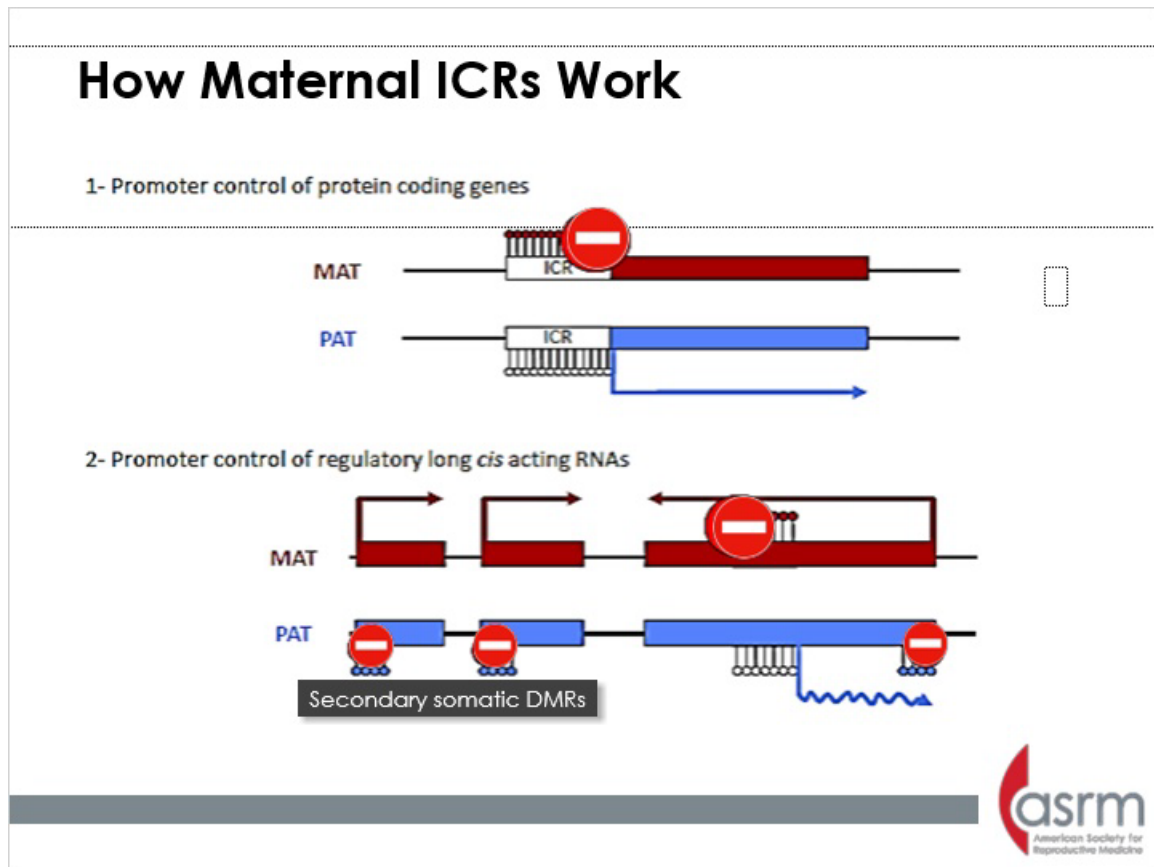 How Maternal ICRs Work
1- Promoter control of protein coding genes
ICR
MAT
PAT
ICR
2- Promoter control of regulatory long cis acting RNAs
MAT
PAT
Secondary somatic DMRs
asrm
American Society for
Reproductive Medicine